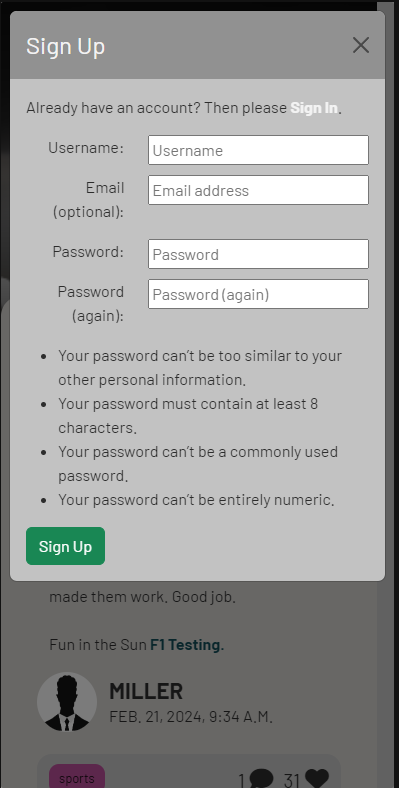 Sign Up
Already have an account? Then please Sign In.
Username:
Username
Email
(optional):
Email address
Password:
Password
Password
(again):
Password (again)
Your password can't be too similar to your
other personal information.
Your password must contain at least 8
characters.
Your password can't be a commonly used
password.
Your password can't be entirely numeric.
Sign Up
made them work. Good job.
Fun in the Sun F1 Testing.
MILLER
FEB. 21, 2024, 9:34 A.M.
sports
1
31